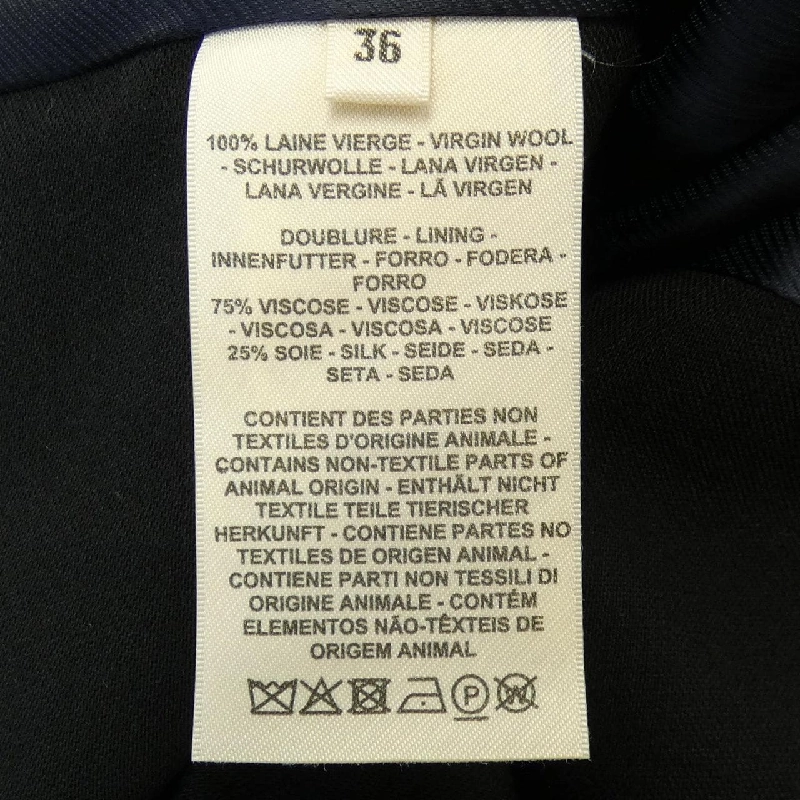 36
100% LAINE VIERGE - VIRGIN WOOL
- SCHURWOLLE - LANA VIRGEN -
LANA VERGINE - LÃ VIRGEN
DOUBLURE - LINING -
INNENFUTTER - FORRO - FODERA -
FORRO
75% VISCOSE - VISCOSE - VISKOSE
- VISCOSA - VISCOSA - VISCOSE
25% SOIE - SILK - SEIDE - SEDA -
SETA - SEDA
CONTIENT DES PARTIES NON
TEXTILES D'ORIGINE ANIMALE -
CONTAINS NON-TEXTILE PARTS OF
ANIMAL ORIGIN - ENTHÄLT NICHT
TEXTILE TEILE TIERISCHER
HERKUNFT - CONTIENE PARTES NO
TEXTILES DE ORIGEN ANIMAL -
CONTIENE PARTI NON TESSILI DI
ORIGINE ANIMALE - CONTÉM
ELEMENTOS NÃO-TÊXTEIS DE
ORIGEM ANIMAL
P W